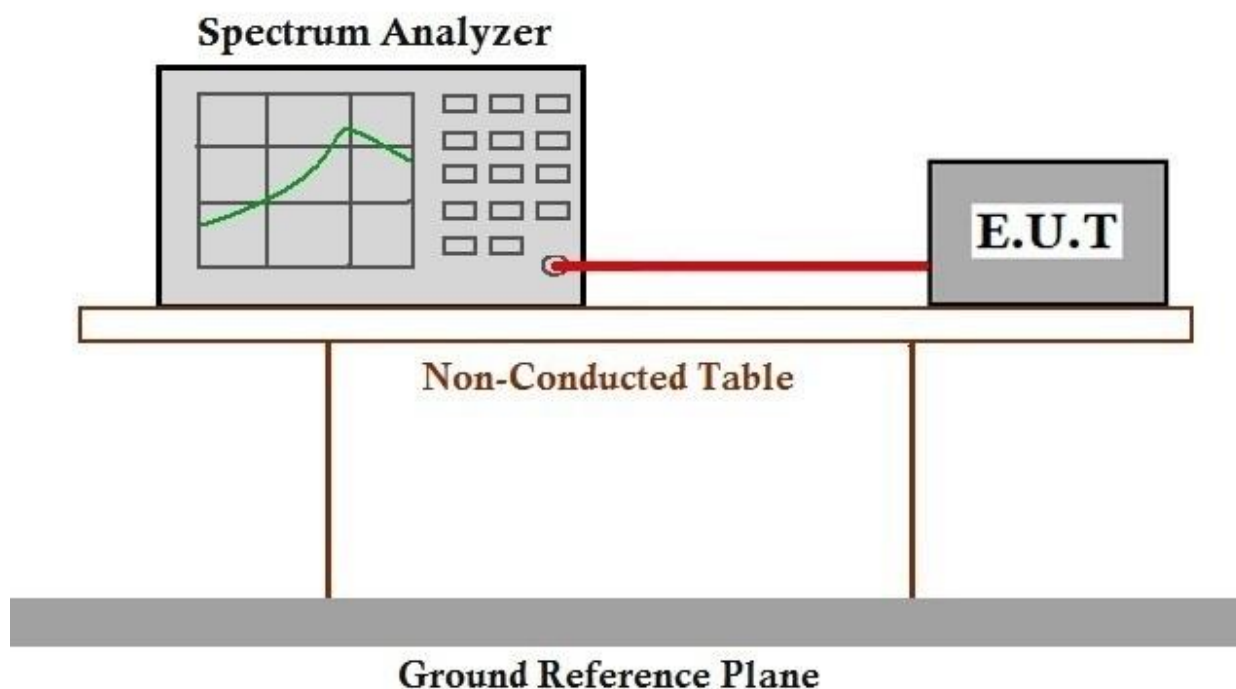 Spectrum Analyzer
E.U.T
Non-Conducted Table
Ground Reference Plane